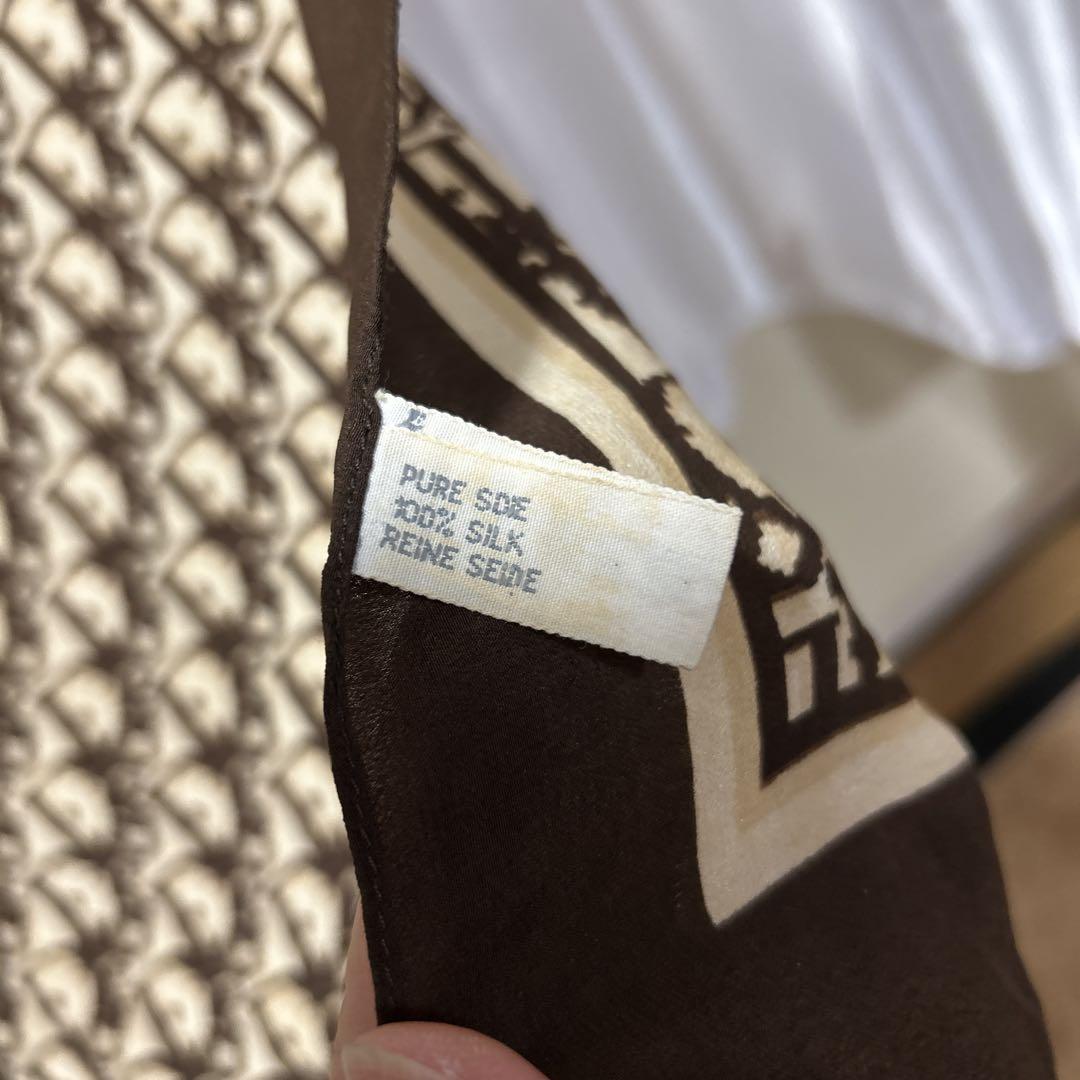 PURE SOIE
100% SILK
REINE SEIDE